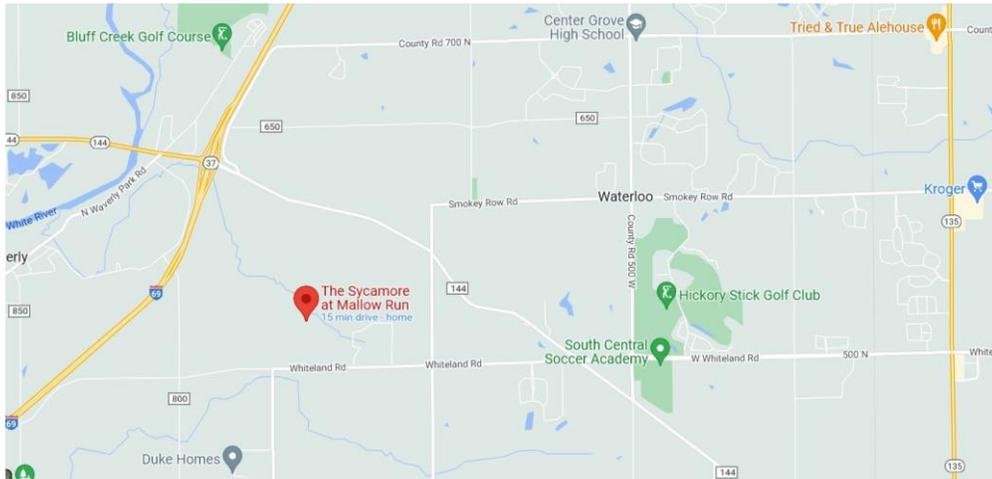 Center Grove
High School
Tried & True Alehouse
Bluff Creek Golf Course
County Rd 700 N
Count
850
650
650
44
144
37
N Waverly Park Rd
White River
Waterloo
Smokey Row Rd
Smokey Row Rd
Kroger
135
County Rd 500 W
erly
144
69
The Sycamore
at Mallow Run
15 min drive - home
Hickory Stick Golf Club
850
South Central
Soccer Academy
W Whiteland Rd
500 N
White
Whiteland Rd
Whiteland Rd
800
69
Duke Homes
144
135